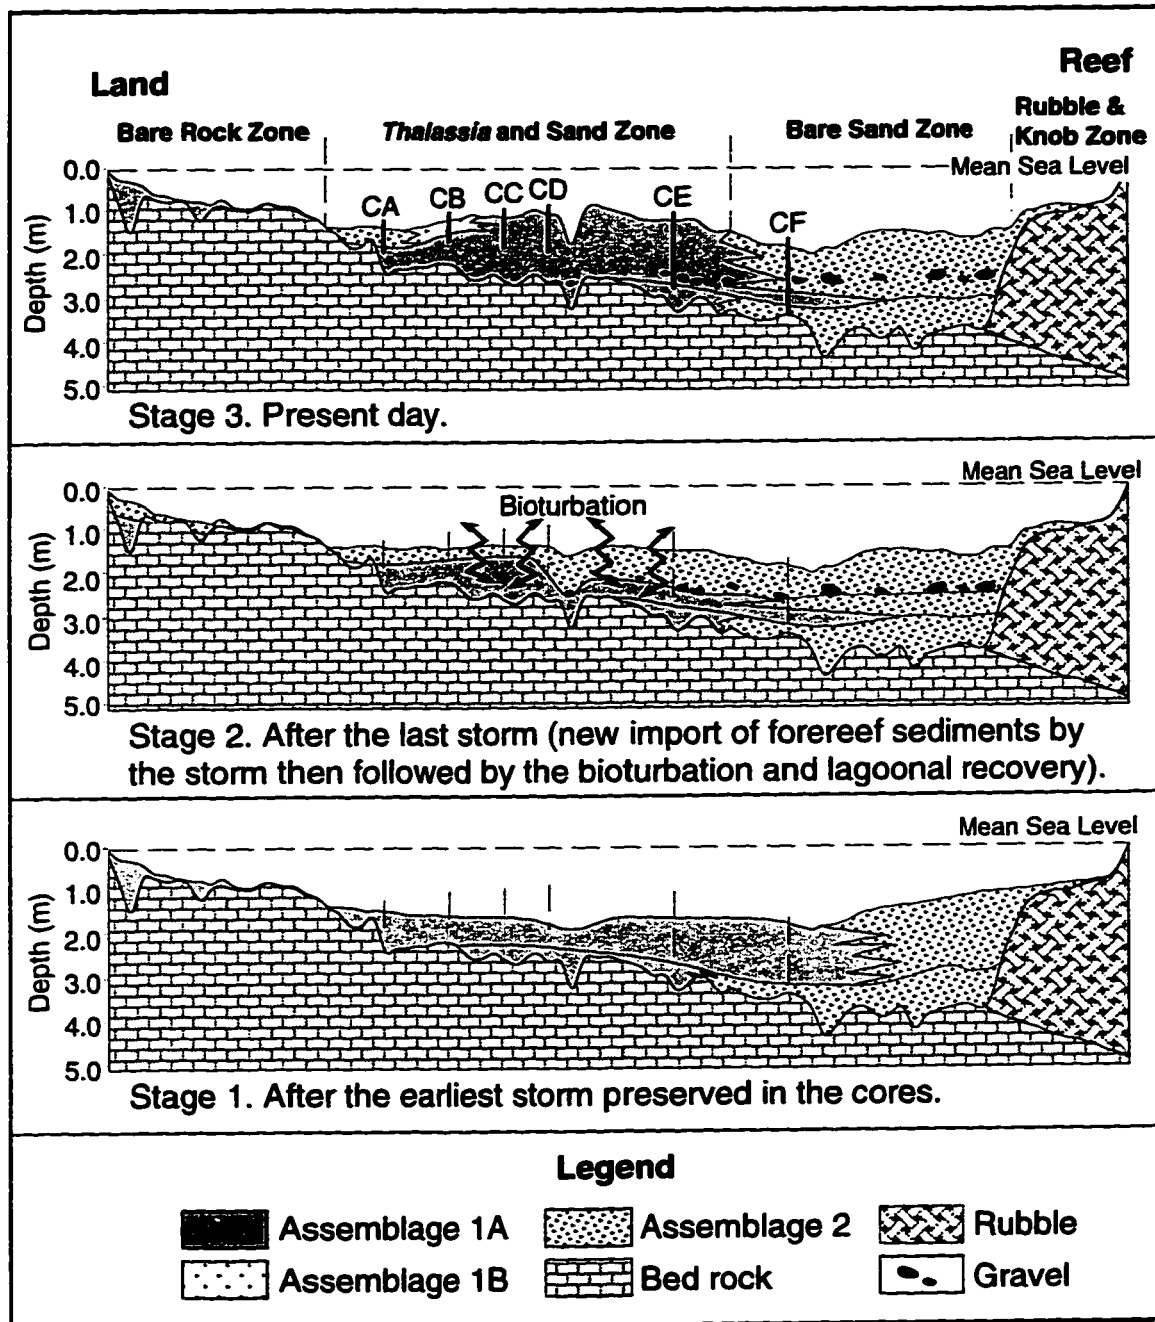 Land
Reef
Bare Rock Zone
Thalassia and Sand Zone
Bare Sand Zone
Rubble &
Knob Zone
Mean Sea Level
0.0
1.0
2.0
3.0
4.0
5.0
Depth (m)
CA
CB
CC
CD
CE
CF
Stage 3. Present day.
Mean Sea Level
Bioturbation
0.0
1.0
2.0
3.0
4.0
5.0
Depth (m)
Stage 2. After the last storm (new import of forereef sediments by
the storm then followed by the bioturbation and lagoonal recovery).
Mean Sea Level
0.0
1.0
2.0
3.0
4.0
5.0
Depth (m)
Stage 1. After the earliest storm preserved in the cores.
Legend
Assemblage 1A
Assemblage 2
Rubble
Assemblage 1B
Bed rock
Gravel